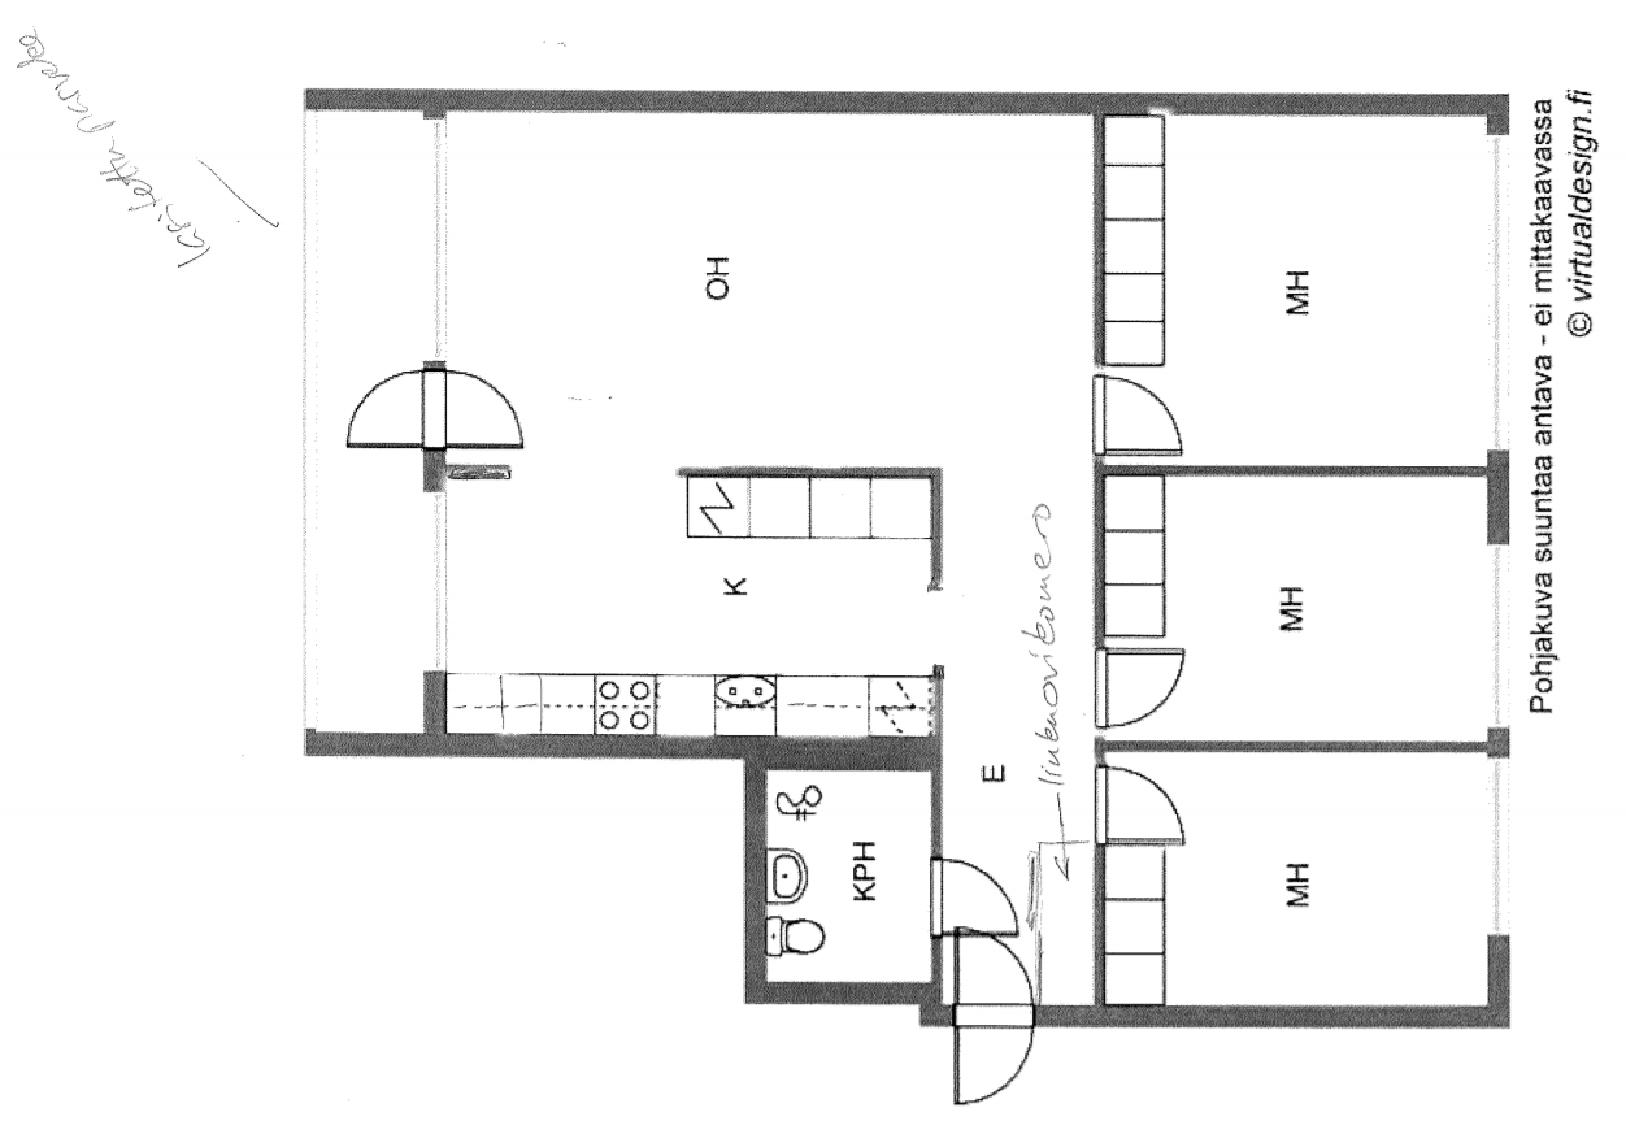 lasitettu parveke
OH
MH
K
MH
liukuovikomero
E
KPH
MH
Pohjakuva suuntaa antava - ei mittakaavassa
© virtualdesign.fi